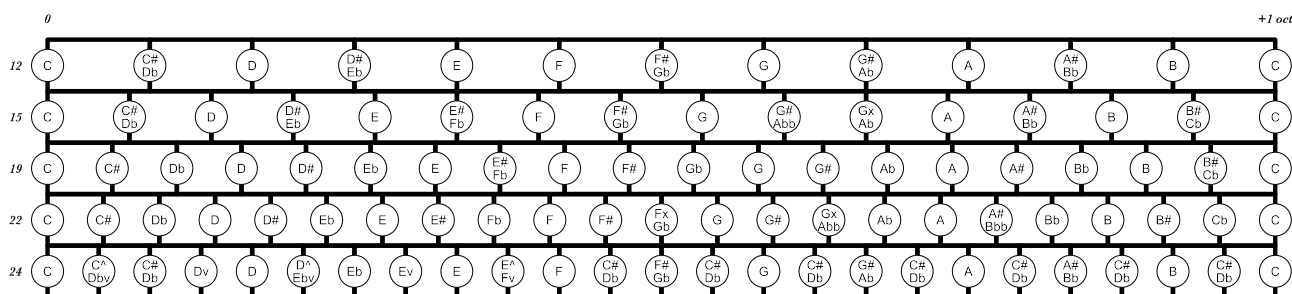 0 +1 oct
12 C C# Db D D# Eb E F F# Gb G G# Ab A A# Bb B C
15 C C# Db D D# Eb E E# Fb F F# Gb G G# Abb Gx Ab A A# Bb B B# Cb C
19 C C# Db D D# Eb E E# Fb F F# Gb G G# Ab A A# Bb B B# Cb C
22 C C# Db D D# Eb E E# Fb F F# Fx Gb G G# Gx Abb Ab A A# Bbb Bb B B# Cb C
24 C C^ Dbv C# Db Dv D D^ Ebv Eb Ev E E^ Fv F C# Db F# Gb C# Db G C# Db G# Ab C# Db A C# Db A# Bb C# Db B C# Db C